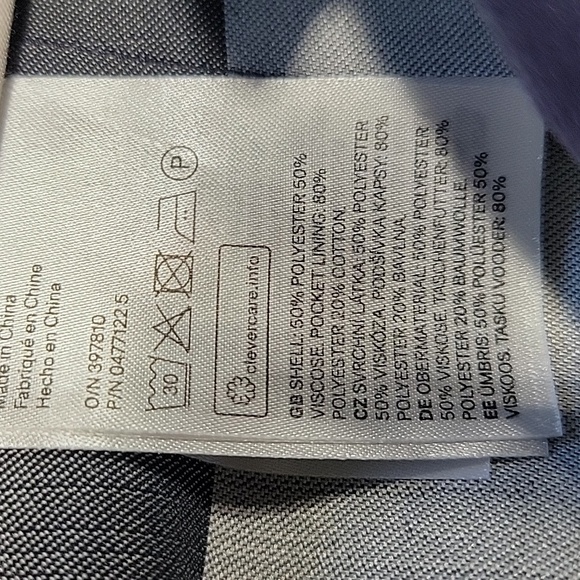 Made in China
Fabriqué en Chine
Hecho en China
O/N 397810
P/N 04771225
30
P
clevercare.info
GB SHELL: 50% POLYESTER 50%
VISCOSE. POCKET LINING: 80%
POLYESTER 20% COTTON.
CZ SVRCHNÍ LÁTKA: 50% POLYESTER
50% VISKÓZA. PODŠÍVKA KAPSY: 80%
POLYESTER 20% BAVLNA.
DE OBERMATERIAL: 50% POLYESTER
50% VISKOSE. TASCHENFUTTER: 80%
POLYESTER 20% BAUMWOLLE.
EE ÜMBRIS: 50% POLÜESTER 50%
VISKOOS. TASKU VOODER: 80%